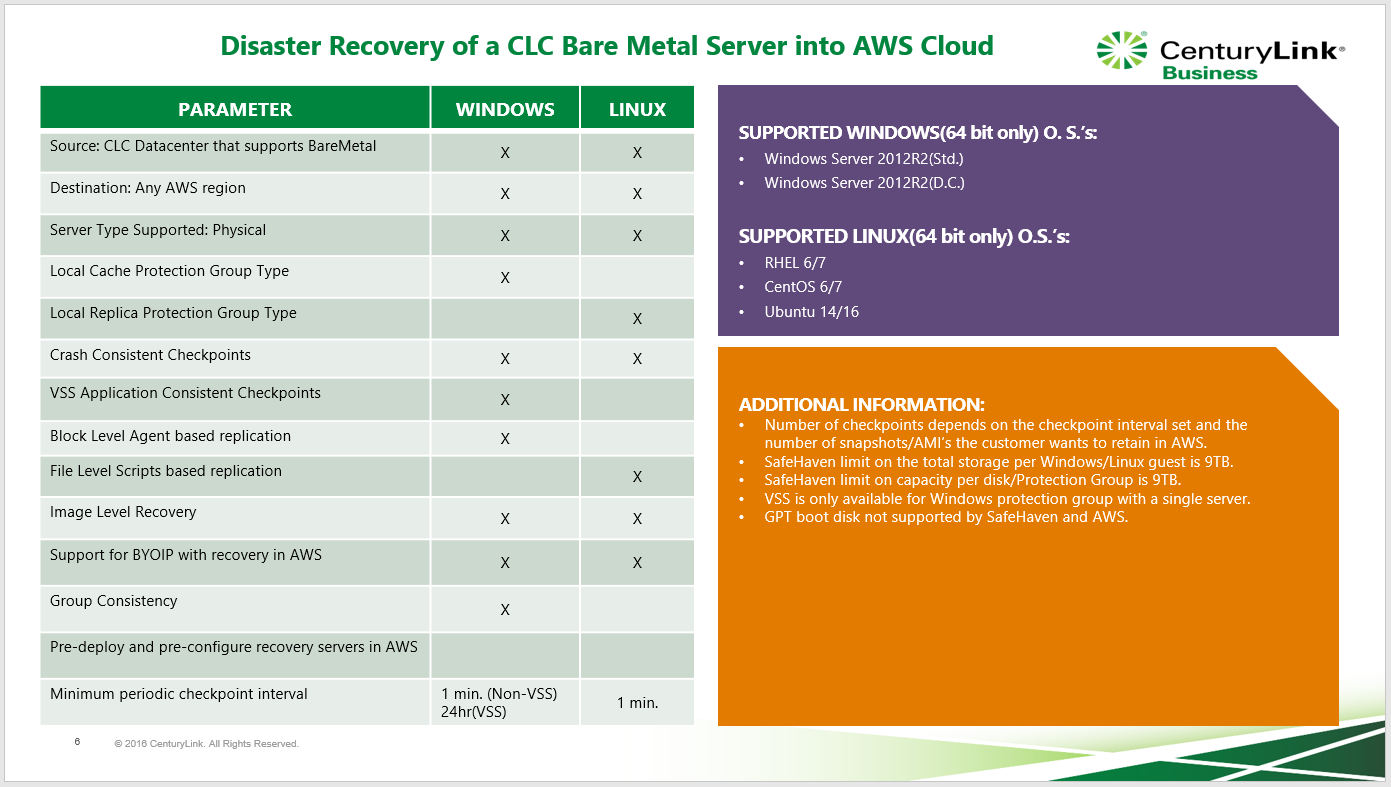 Disaster Recovery of a CLC Bare Metal Server into AWS Cloud
CenturyLink®
Business
PARAMETER WINDOWS LINUX
Source: CLC Datacenter that supports BareMetal X X
Destination: Any AWS region X X
Server Type Supported: Physical X X
Local Cache Protection Group Type X
Local Replica Protection Group Type X
Crash Consistent Checkpoints X X
VSS Application Consistent Checkpoints X
Block Level Agent based replication X
File Level Scripts based replication X
Image Level Recovery X X
Support for BYOIP with recovery in AWS X X
Group Consistency X
Pre-deploy and pre-configure recovery servers in AWS
Minimum periodic checkpoint interval 1 min. (Non-VSS) 1 min.
24hr(VSS)
SUPPORTED WINDOWS(64 bit only) O. S.’s:
• Windows Server 2012R2(Std.)
• Windows Server 2012R2(D.C.)
SUPPORTED LINUX(64 bit only) O.S.’s:
• RHEL 6/7
• CentOS 6/7
• Ubuntu 14/16
ADDITIONAL INFORMATION:
• Number of checkpoints depends on the checkpoint interval set and the
number of snapshots/AMI’s the customer wants to retain in AWS.
• SafeHaven limit on the total storage per Windows/Linux guest is 9TB.
• SafeHaven limit on capacity per disk/Protection Group is 9TB.
• VSS is only available for Windows protection group with a single server.
• GPT boot disk not supported by SafeHaven and AWS.
6 © 2016 CenturyLink. All Rights Reserved.